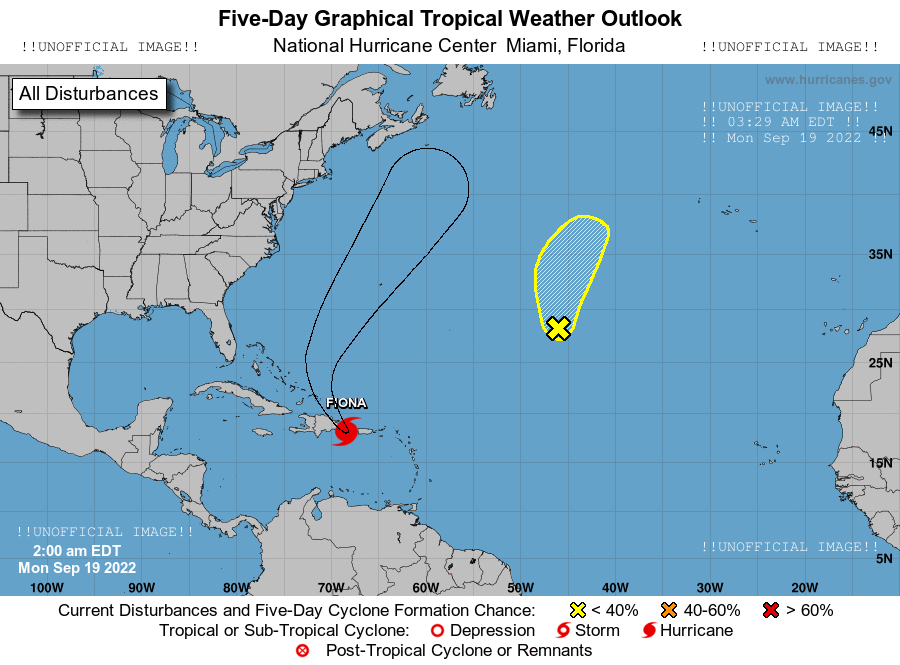 Five-Day Graphical Tropical Weather Outlook
!!UNOFFICIAL IMAGE!! National Hurricane Center Miami, Florida !!UNOFFICIAL IMAGE!!
www.hurricanes.gov
All Disturbances
!!UNOFFICIAL IMAGE!!
!! 03:29 AM EDT !!
!! Mon Sep 19 2022 !!
45N
35N
25N
FIONA
15N
!!UNOFFICIAL IMAGE!!
!!UNOFFICIAL IMAGE!!
2:00 am EDT
5N
Mon Sep 19 2022
100W 90W 80W 70W 60W 50W 40W 30W 20W
Current Disturbances and Five-Day Cyclone Formation Chance: < 40% 40-60% > 60%
Tropical or Sub-Tropical Cyclone: Depression Storm Hurricane
Post-Tropical Cyclone or Remnants